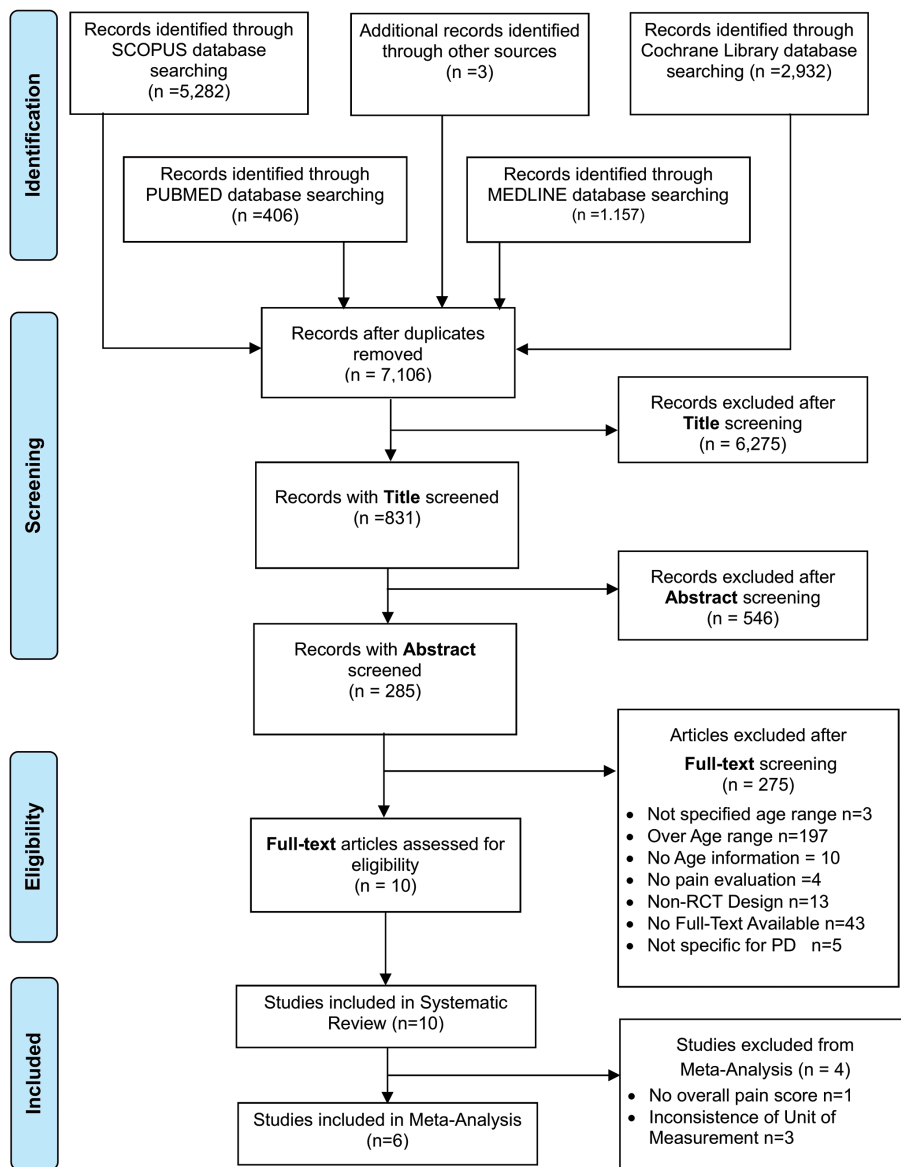 Identification
Records identified through
SCOPUS database
searching
(n =5,282)
Additional records identified
through other sources
(n =3)
Records identified through
Cochrane Library database
searching (n =2,932)
Records identified through
PUBMED database searching
(n =406)
Records identified through
MEDLINE database searching
(n =1.157)
Screening
Records after duplicates
removed
(n = 7,106)
Records excluded after
Title screening
(n = 6,275)
Records with Title screened
(n =831)
Records excluded after
Abstract screening
(n = 546)
Records with Abstract
screened
(n = 285)
Eligibility
Articles excluded after
Full-text screening
(n = 275)
• Not specified age range n=3
• Over Age range n=197
• No Age information = 10
• No pain evaluation =4
• Non-RCT Design n=13
• No Full-Text Available n=43
• Not specific for PD n=5
Full-text articles assessed for
eligibility
(n = 10)
Included
Studies included in Systematic
Review (n=10)
Studies excluded from
Meta-Analysis (n = 4)
• No overall pain score n=1
• Inconsistence of Unit of
Measurement n=3
Studies included in Meta-Analysis
(n=6)